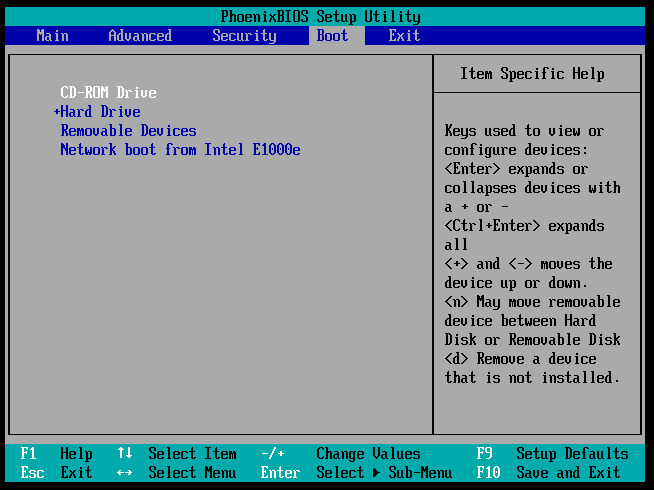 PhoenixBIOS Setup Utility
Main Advanced Security Boot Exit
CD-ROM Drive
+Hard Drive
Removable Devices
Network boot from Intel E1000e
Item Specific Help
Keys used to view or
configure devices:
<Enter> expands or
collapses devices with
a + or -
<Ctrl+Enter> expands
all
<+> and <-> moves the
device up or down.
<n> May move removable
device between Hard
Disk or Removable Disk
<d> Remove a device
that is not installed.
F1 Help ↑↓ Select Item -/+ Change Values F9 Setup Defaults
Esc Exit ↔ Select Menu Enter Select ▶ Sub-Menu F10 Save and Exit